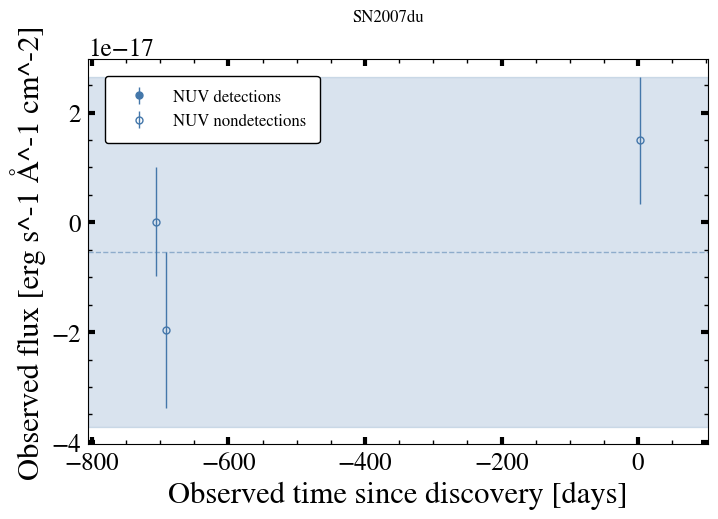 SN2007du
1e−17
NUV detections
NUV nondetections
2
0
−2
−4
Observed flux [erg s^-1 Å^-1 cm^-2]
−800
−600
−400
−200
0
Observed time since discovery [days]